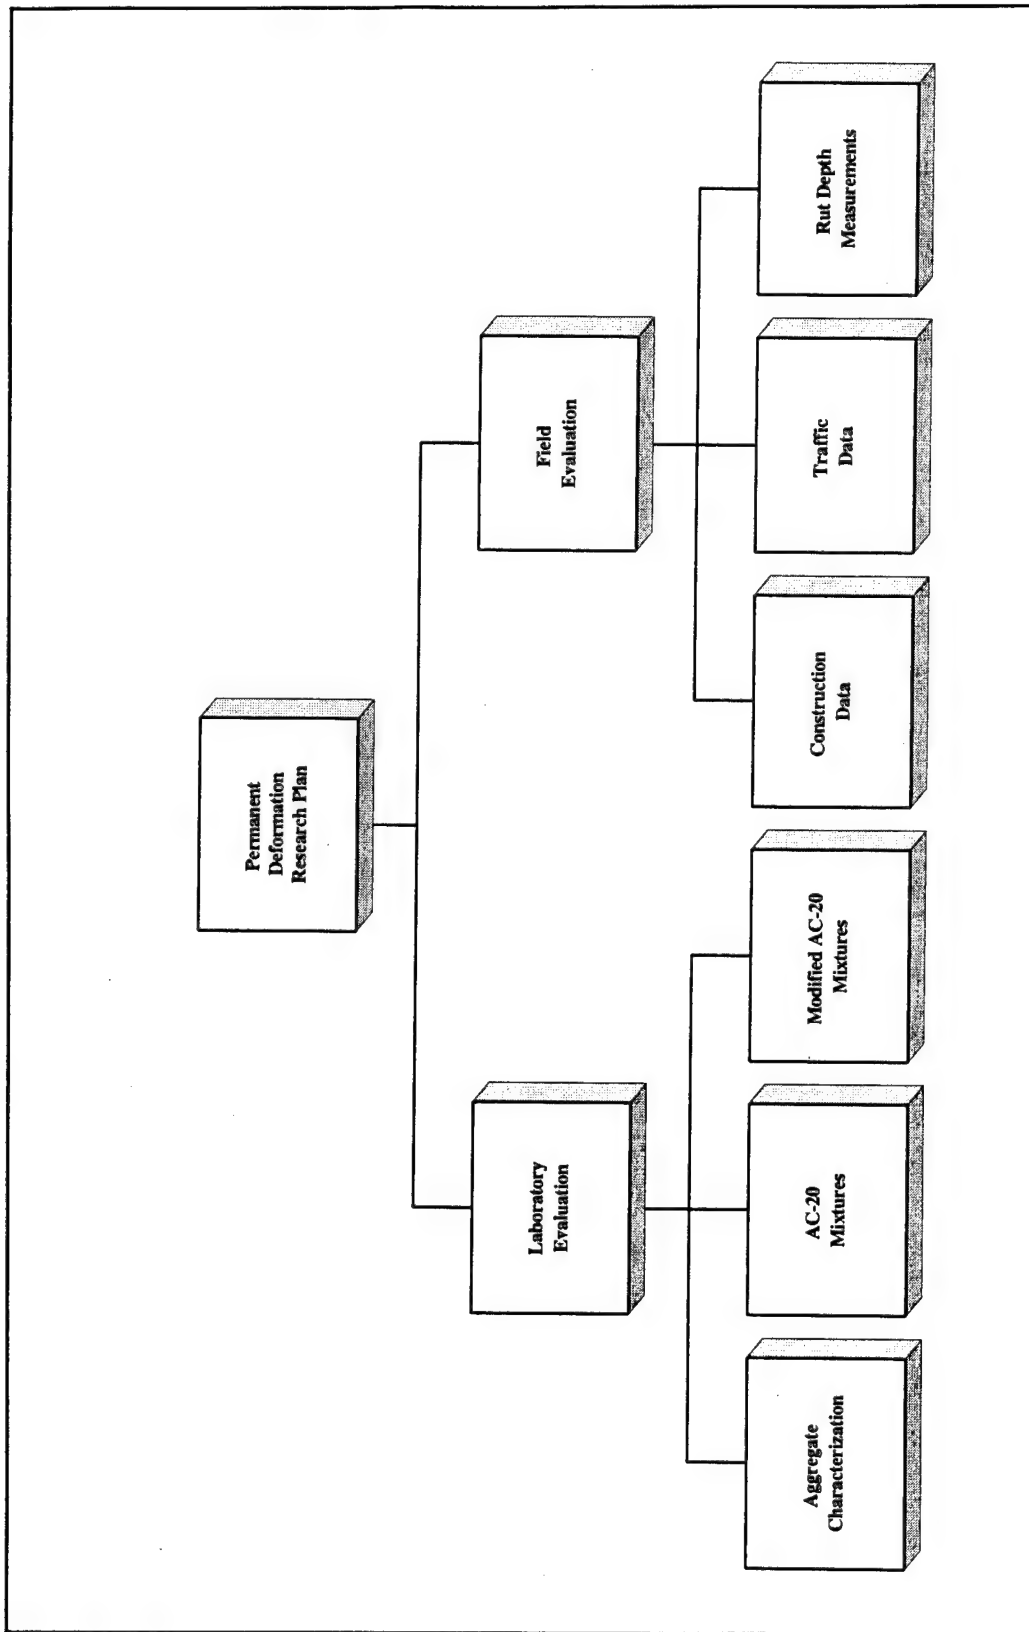 Permanent
Deformation
Research Plan
Laboratory
Evaluation
Field
Evaluation
Aggregate
Characterization
AC-20
Mixtures
Modified AC-20
Mixtures
Construction
Data
Traffic
Data
Rut Depth
Measurements